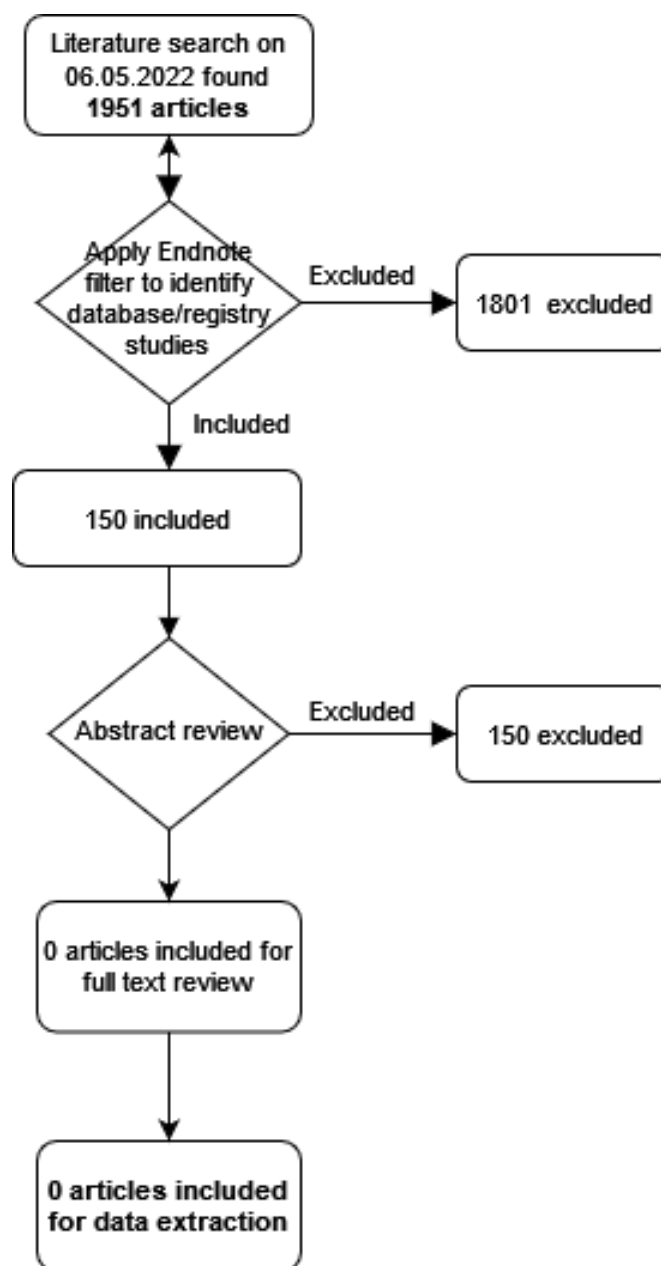 Literature search on
06.05.2022 found
1951 articles
Apply Endnote
filter to identify
database/registry
studies
Excluded
1801 excluded
Included
150 included
Abstract review
Excluded
150 excluded
0 articles included for
full text review
0 articles included
for data extraction